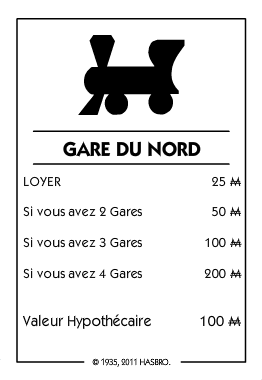 GARE DU NORD
LOYER 25 ₩
Si vous avez 2 Gares 50 ₩
Si vous avez 3 Gares 100 ₩
Si vous avez 4 Gares 200 ₩
Valeur Hypothécaire 100 ₩
© 1935, 2011 HASBRO.